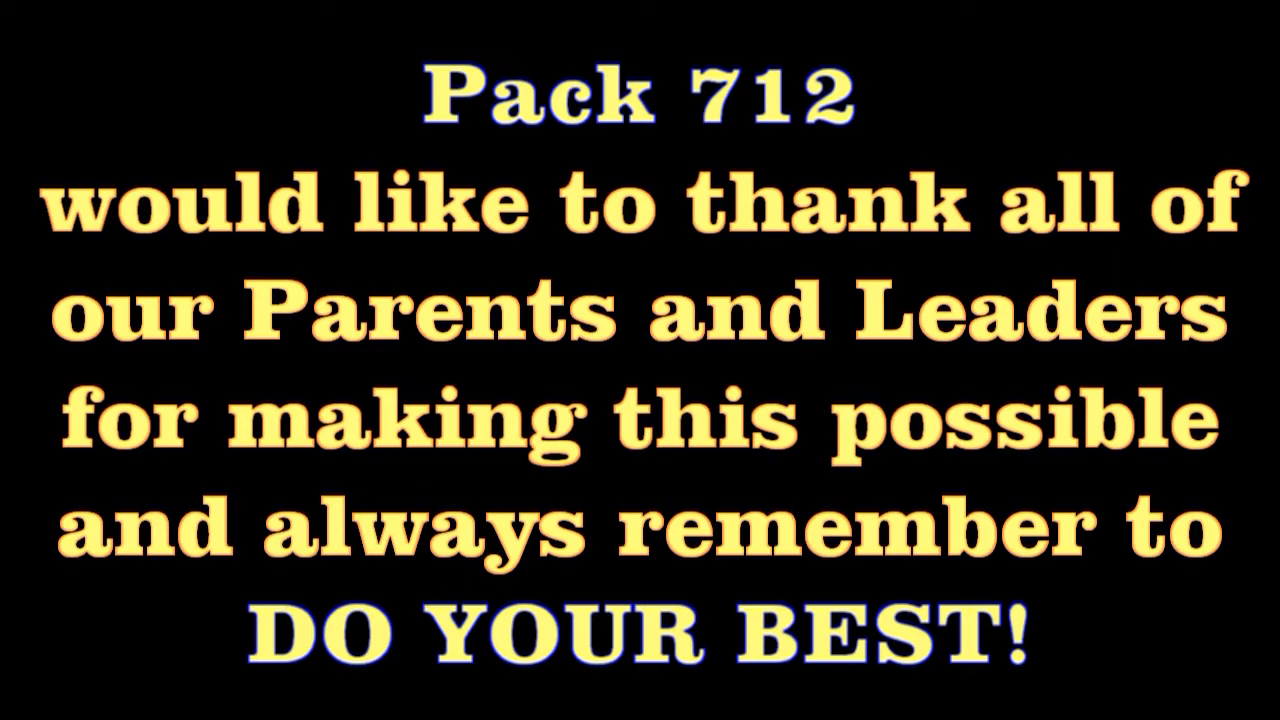 Pack 712
would like to thank all of
our Parents and Leaders
for making this possible
and always remember to
DO YOUR BEST!